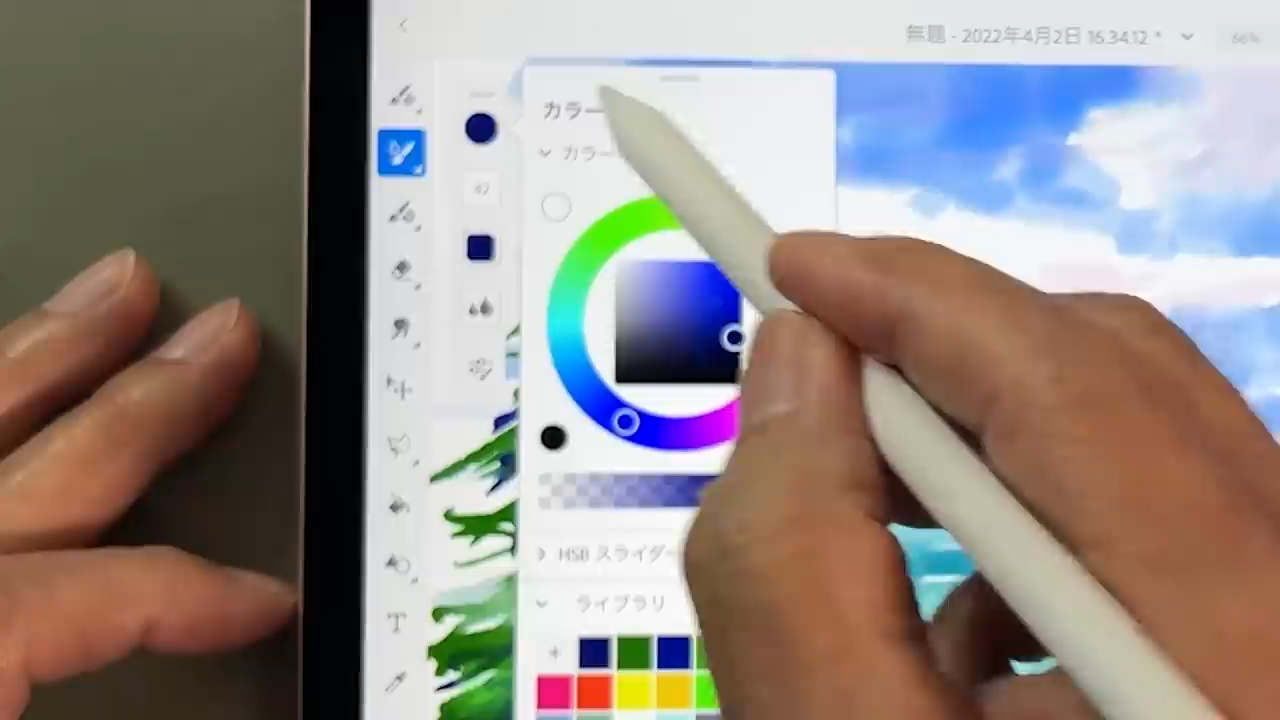 無題 - 2022年4月2日 16.34.12 *
66%
カラー
カラー
47
HSB スライダー
ライブラリ
T